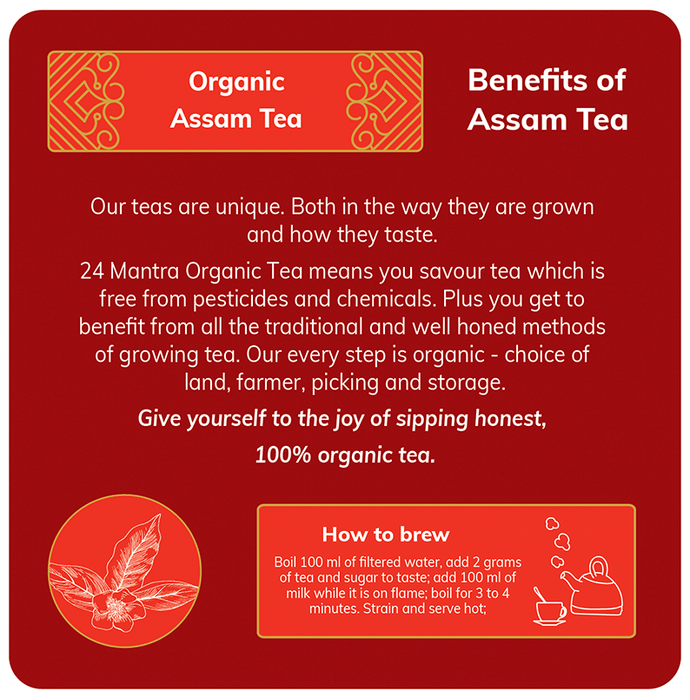 Organic
Assam Tea
Benefits of
Assam Tea
Our teas are unique. Both in the way they are grown
and how they taste.
24 Mantra Organic Tea means you savour tea which is
free from pesticides and chemicals. Plus you get to
benefit from all the traditional and well honed methods
of growing tea. Our every step is organic - choice of
land, farmer, picking and storage.
Give yourself to the joy of sipping honest,
100% organic tea.
How to brew
Boil 100 ml of filtered water, add 2 grams
of tea and sugar to taste; add 100 ml of
milk while it is on flame; boil for 3 to 4
minutes. Strain and serve hot;